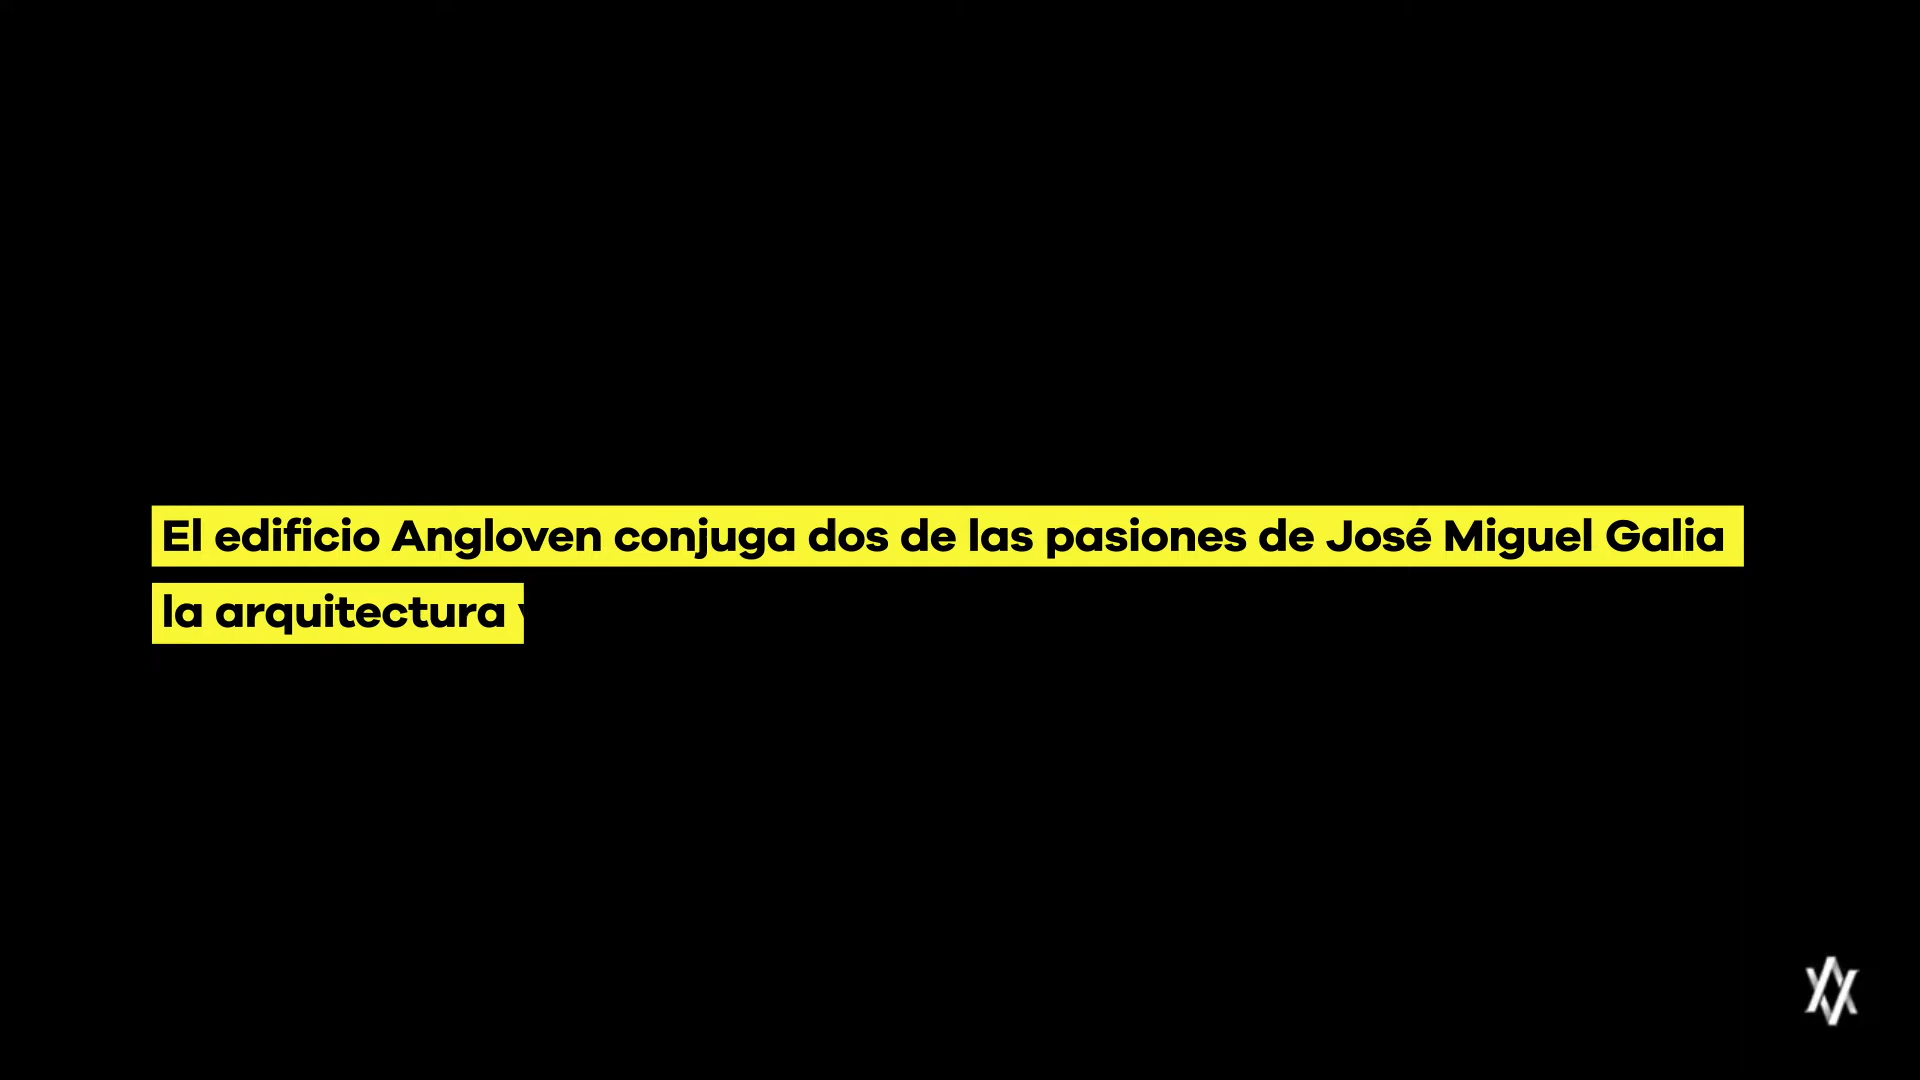 El edificio Angloven conjuga dos de las pasiones de José Miguel Galia
la arquitectura